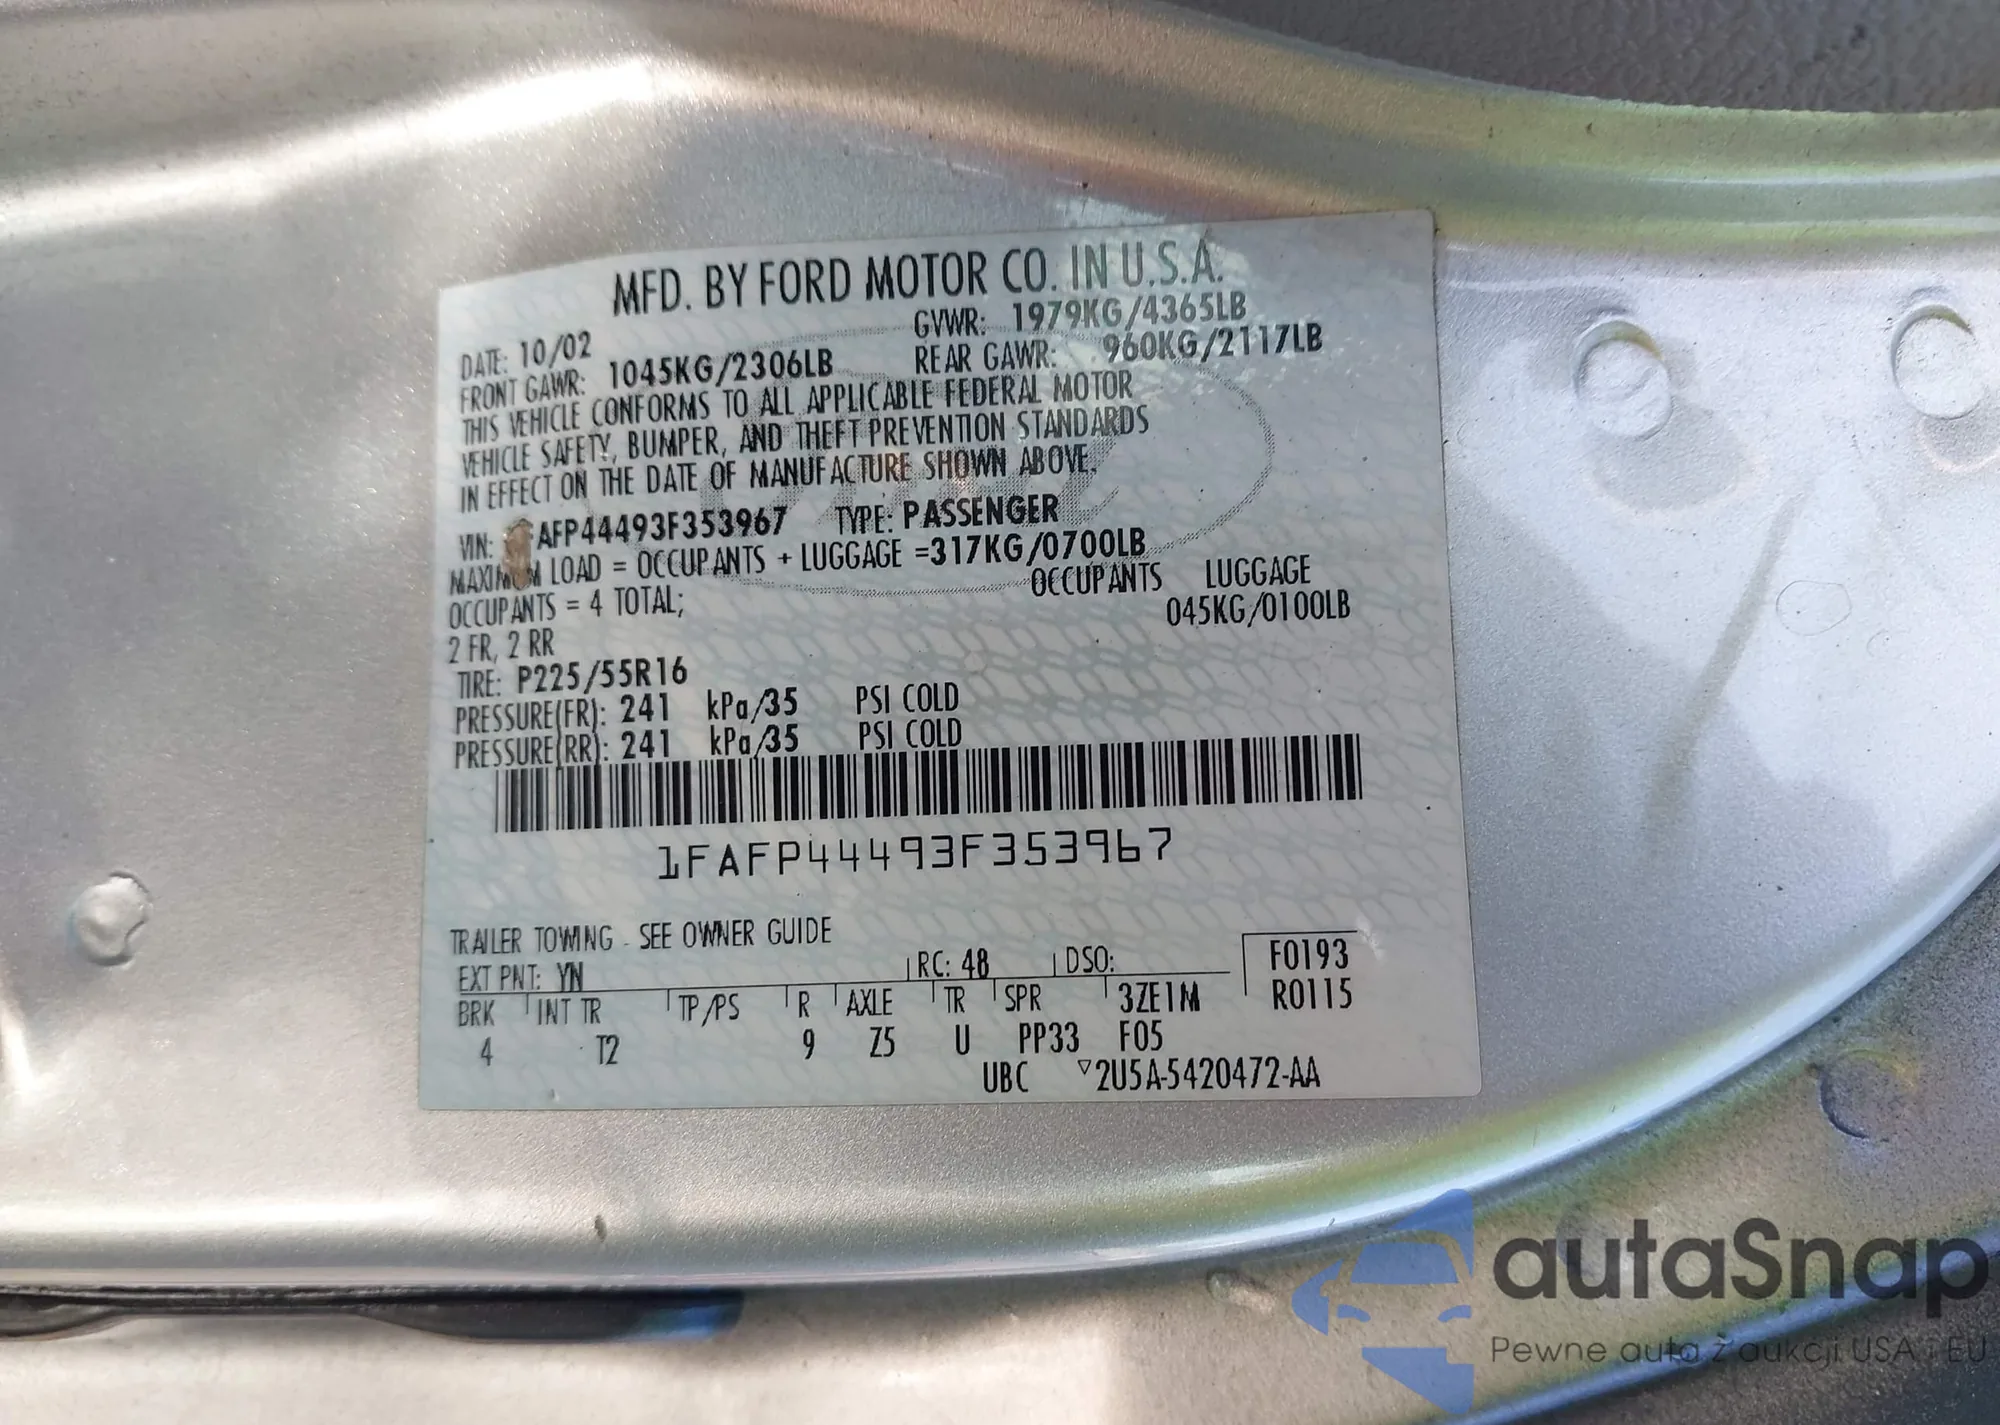 MFD. BY FORD MOTOR CO. IN U.S.A.
DATE: 10/02 GVWR: 1979KG/4365LB
FRONT GAWR: 1045KG/2306LB REAR GAWR: 960KG/2117LB
THIS VEHICLE CONFORMS TO ALL APPLICABLE FEDERAL MOTOR
VEHICLE SAFETY, BUMPER, AND THEFT PREVENTION STANDARDS
IN EFFECT ON THE DATE OF MANUFACTURE SHOWN ABOVE.
VIN: AFP44493F353967 TYPE: PASSENGER
MAXIMUM LOAD = OCCUPANTS + LUGGAGE =317KG/0700LB
OCCUPANTS = 4 TOTAL; OCCUPANTS LUGGAGE
2 FR, 2 RR 045KG/0100LB
TIRE: P225/55R16
PRESSURE(FR): 241 kPa/35 PSI COLD
PRESSURE(RR): 241 kPa/35 PSI COLD
1FAFP44493F353967
TRAILER TOWING - SEE OWNER GUIDE
EXT PNT: YN RC: 48 DSO: F0193
BRK INT TR TP/PS R AXLE TR SPR 3ZE1M R0115
4 T2 9 Z5 U PP33 F05
UBC ▽2U5A-5420472-AA
autaSnap
Pewne auta z aukcji USA i EU